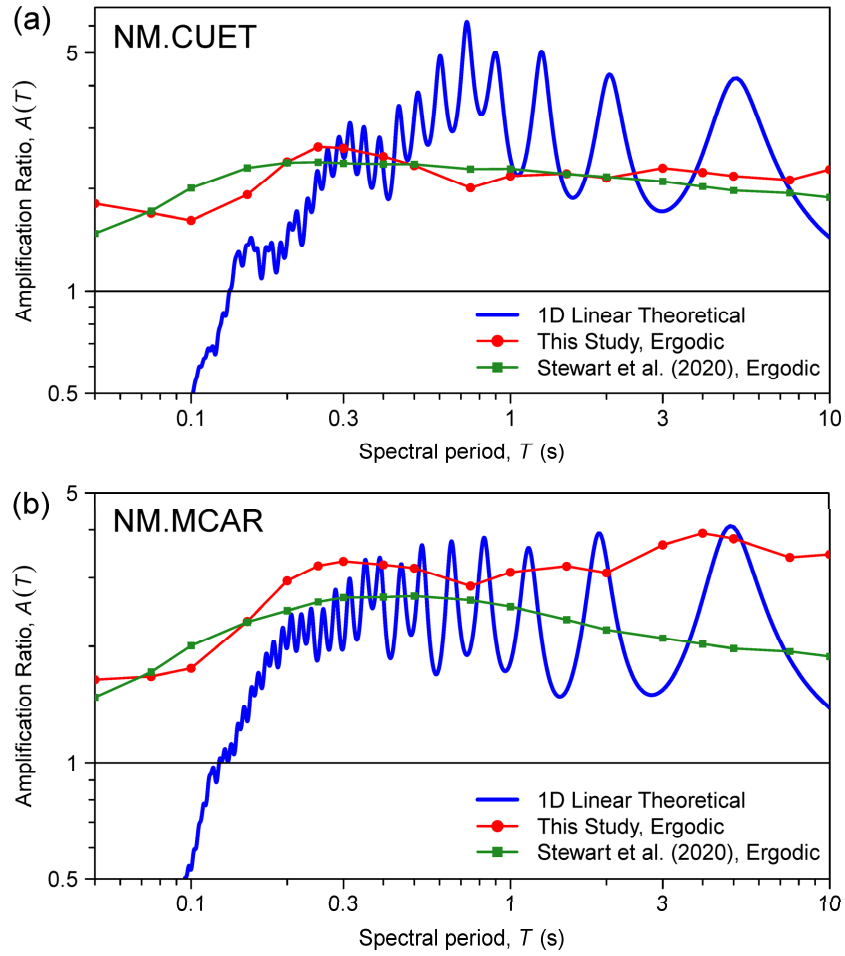 (a)
NM.CUET
Amplification Ratio, A(T)
5
1
0.5
1D Linear Theoretical
This Study, Ergodic
Stewart et al. (2020), Ergodic
0.1 0.3 1 3 10
Spectral period, T (s)
(b)
NM.MCAR
Amplification Ratio, A(T)
5
1
0.5
1D Linear Theoretical
This Study, Ergodic
Stewart et al. (2020), Ergodic
0.1 0.3 1 3 10
Spectral period, T (s)